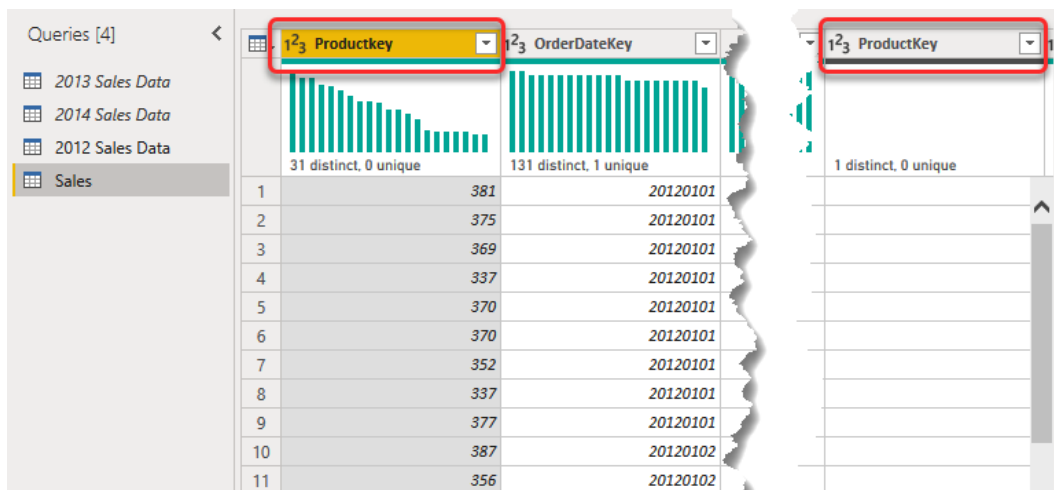 Queries [4] <
2013 Sales Data
2014 Sales Data
2012 Sales Data
Sales
1²3 Productkey 1²3 OrderDateKey 1²3 ProductKey
31 distinct, 0 unique 131 distinct, 1 unique 1 distinct, 0 unique
1 381 20120101
2 375 20120101
3 369 20120101
4 337 20120101
5 370 20120101
6 370 20120101
7 352 20120101
8 337 20120101
9 377 20120101
10 387 20120102
11 356 20120102